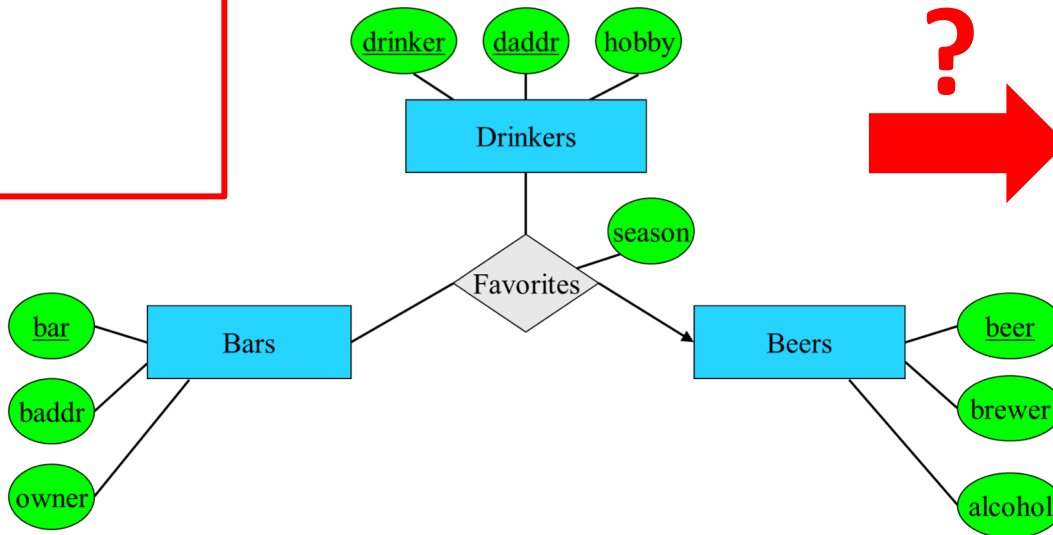 ?
drinker daddr hobby
Drinkers
season
Favorites
bar
Bars
Beers
beer
baddr
brewer
owner
alcohol